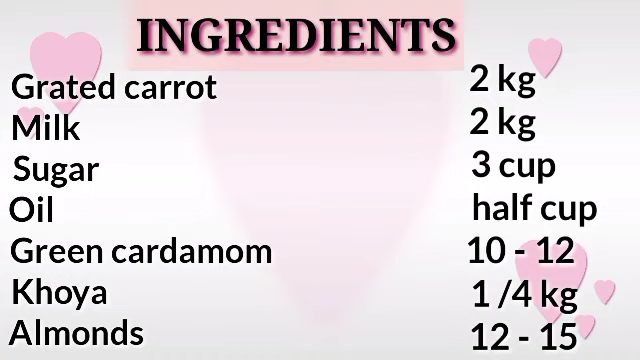 INGREDIENTS
Grated carrot 2 kg
Milk 2 kg
Sugar 3 cup
Oil half cup
Green cardamom 10 - 12
Khoya 1 /4 kg
Almonds 12 - 15